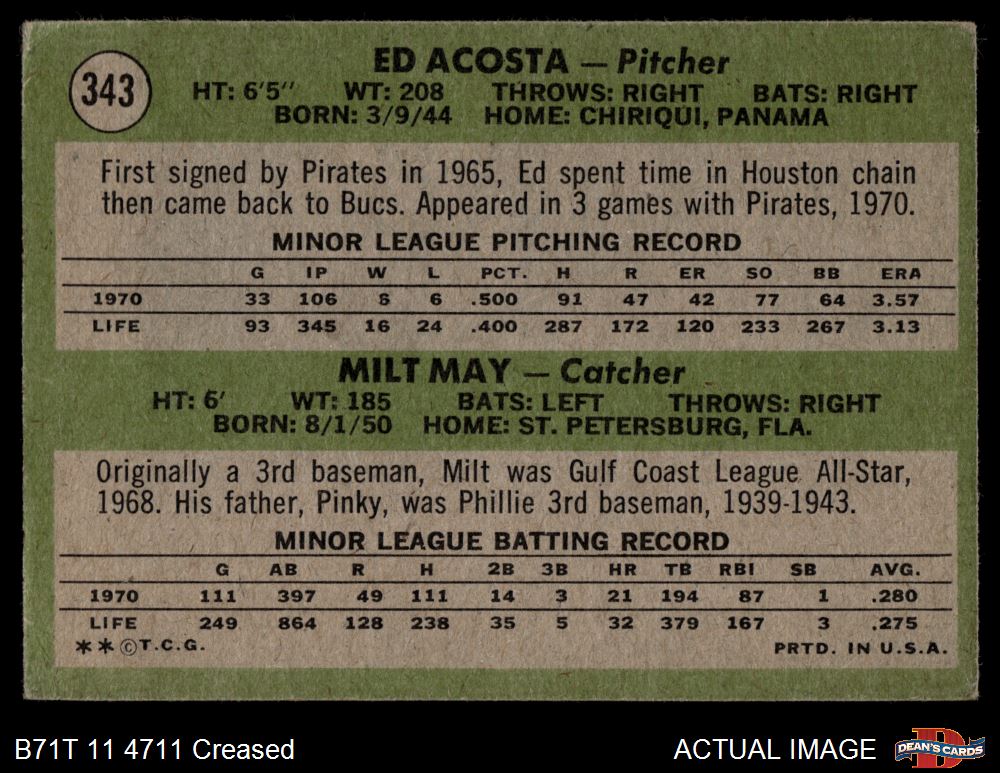 343
ED ACOSTA — Pitcher
HT: 6'5" WT: 208 THROWS: RIGHT BATS: RIGHT
BORN: 3/9/44 HOME: CHIRIQUI, PANAMA
First signed by Pirates in 1965, Ed spent time in Houston chain
then came back to Bucs. Appeared in 3 games with Pirates, 1970.
MINOR LEAGUE PITCHING RECORD
G IP W L PCT. H R ER SO BB ERA
1970 33 106 6 6 .500 91 47 42 77 64 3.57
LIFE 93 345 16 24 .400 287 172 120 233 267 3.13
MILT MAY — Catcher
HT: 6' WT: 185 BATS: LEFT THROWS: RIGHT
BORN: 8/1/50 HOME: ST. PETERSBURG, FLA.
Originally a 3rd baseman, Milt was Gulf Coast League All-Star,
1968. His father, Pinky, was Phillie 3rd baseman, 1939-1943.
MINOR LEAGUE BATTING RECORD
G AB R H 2B 3B HR TB RBI SB AVG.
1970 111 397 49 111 14 3 21 194 87 1 .280
LIFE 249 864 128 238 35 5 32 379 167 3 .275
**©T.C.G. PRTD. IN U.S.A.
B71T 11 4711 Creased ACTUAL IMAGE DEAN'S CARDS